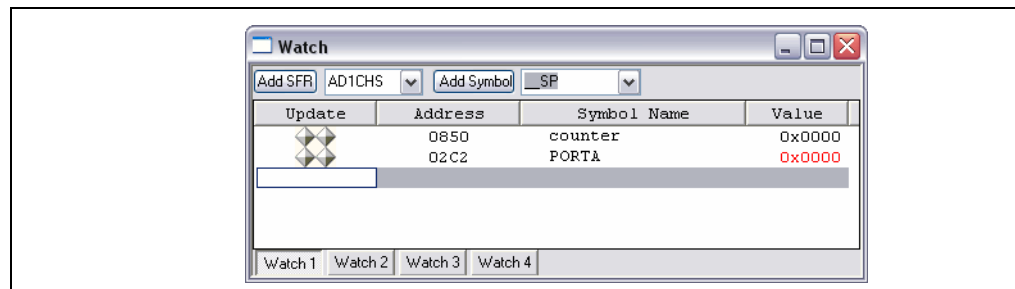 Watch
Add SFR AD1CHS Add Symbol __SP
Update Address Symbol Name Value
0850 counter 0x0000
02C2 PORTA 0x0000
Watch 1 Watch 2 Watch 3 Watch 4